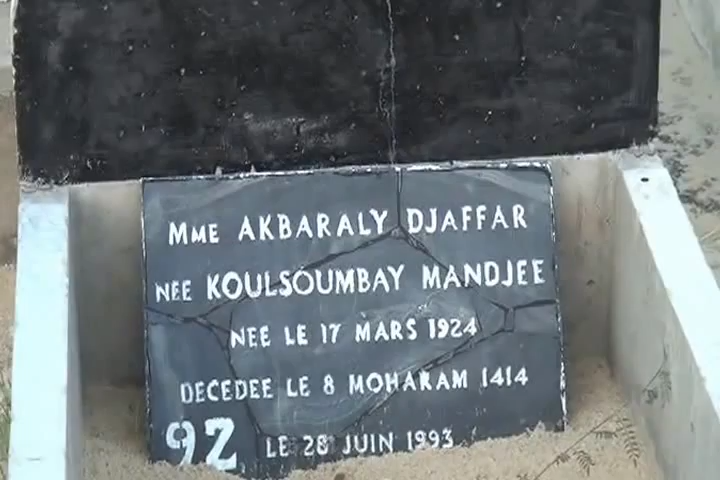 MME AKBARALY DJAFFAR
NEE KOULSOUMBAY MANDJEE
NEE LE 17 MARS 1924
DECEDEE LE 8 MOHARAM 1414
92 LE 28 JUIN 1993